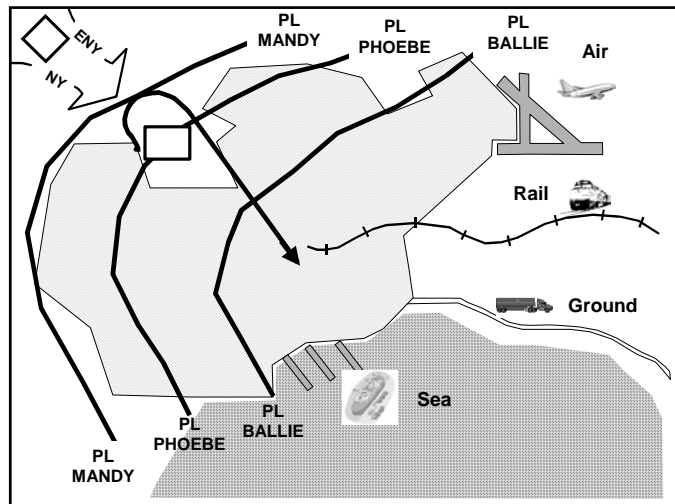 ENY
NY
PL
MANDY
PL
PHOEBE
PL
BALLIE
Air
Rail
Ground
Sea
PL
BALLIE
PL
PHOEBE
PL
MANDY